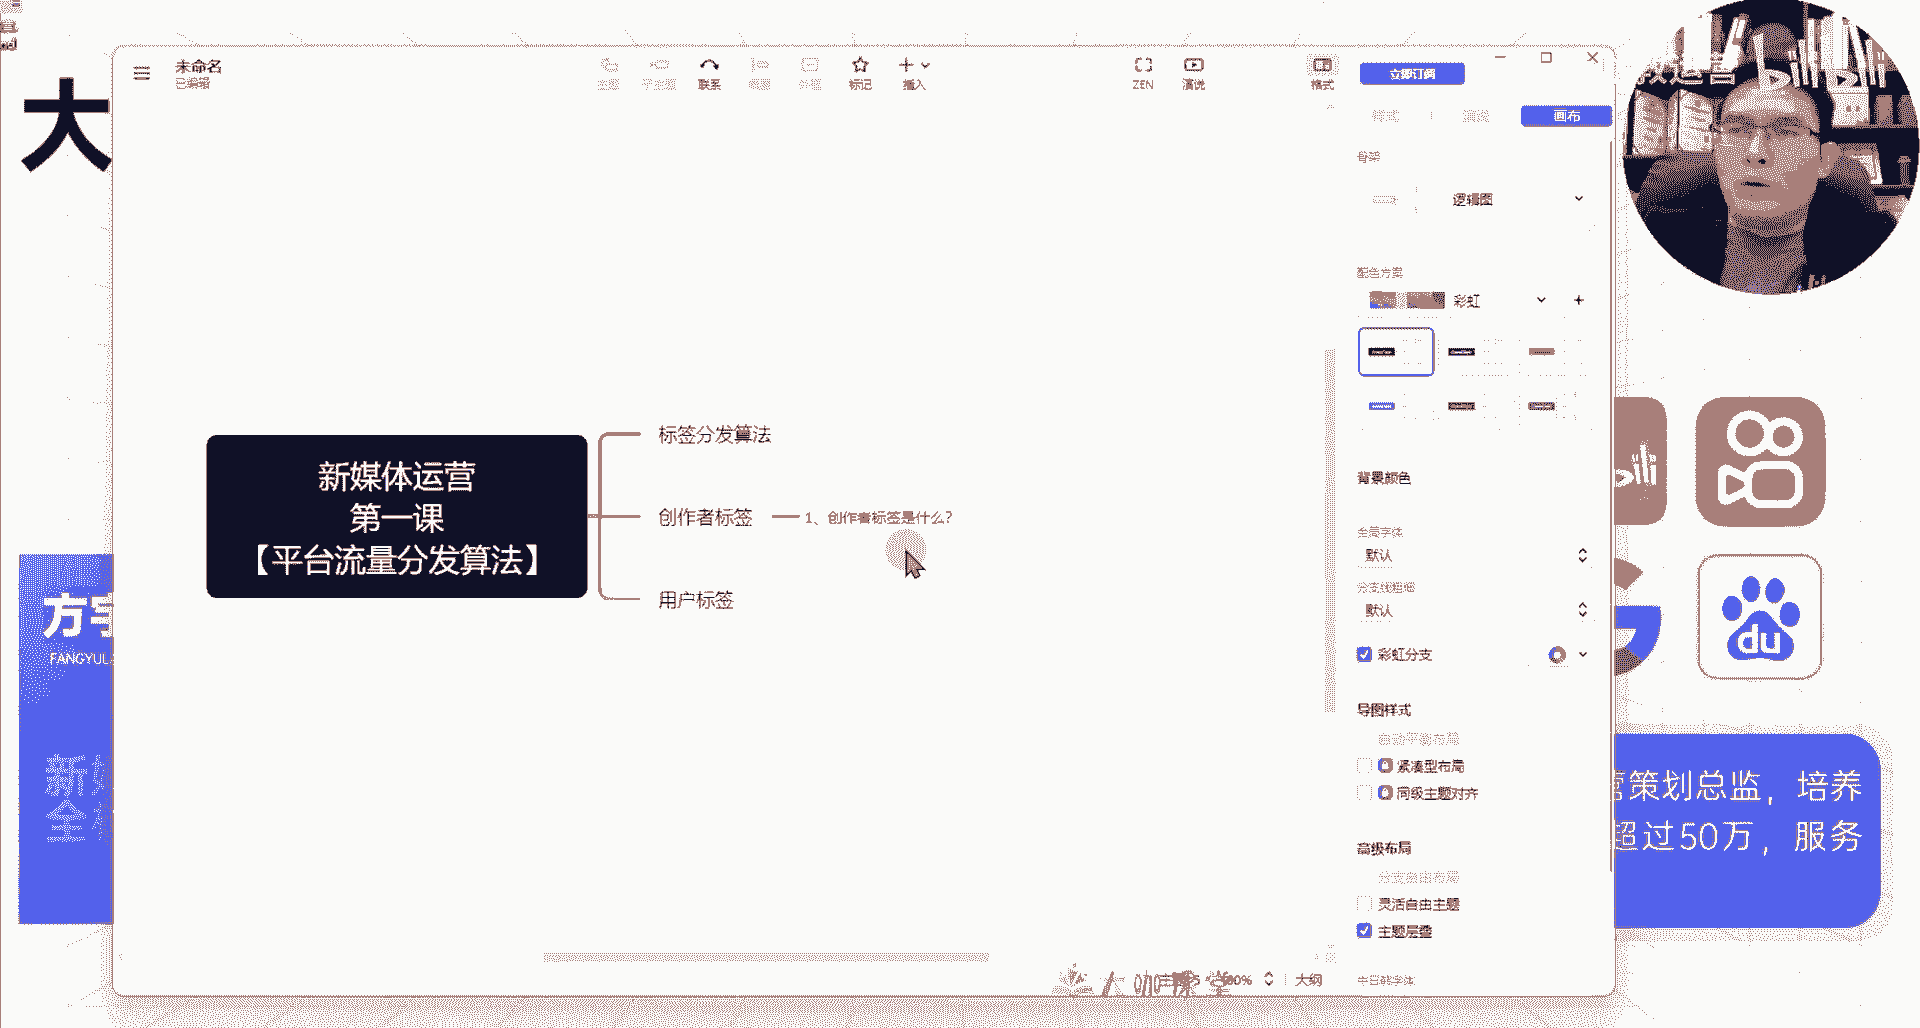 大
未命名
已编辑
主题
子主题
联系
概要
外框
标记
插入
ZEN
演说
格式
立即订阅
样式
演说
画布
骨架
逻辑图
配色方案
彩虹
背景颜色
全局字体
默认
分支线粗细
默认
彩虹分支
导图样式
自动平衡布局
紧凑型布局
同级主题对齐
高级布局
分支自由布局
灵活自由主题
主题层叠
中日韩字体
新媒体运营
第一课
【平台流量分发算法】
标签分发算法
创作者标签
1、创作者标签是什么?
用户标签
大纲
大咖课堂
bilibili
du
FANGYU
策划总监，培养
超过50万，服务